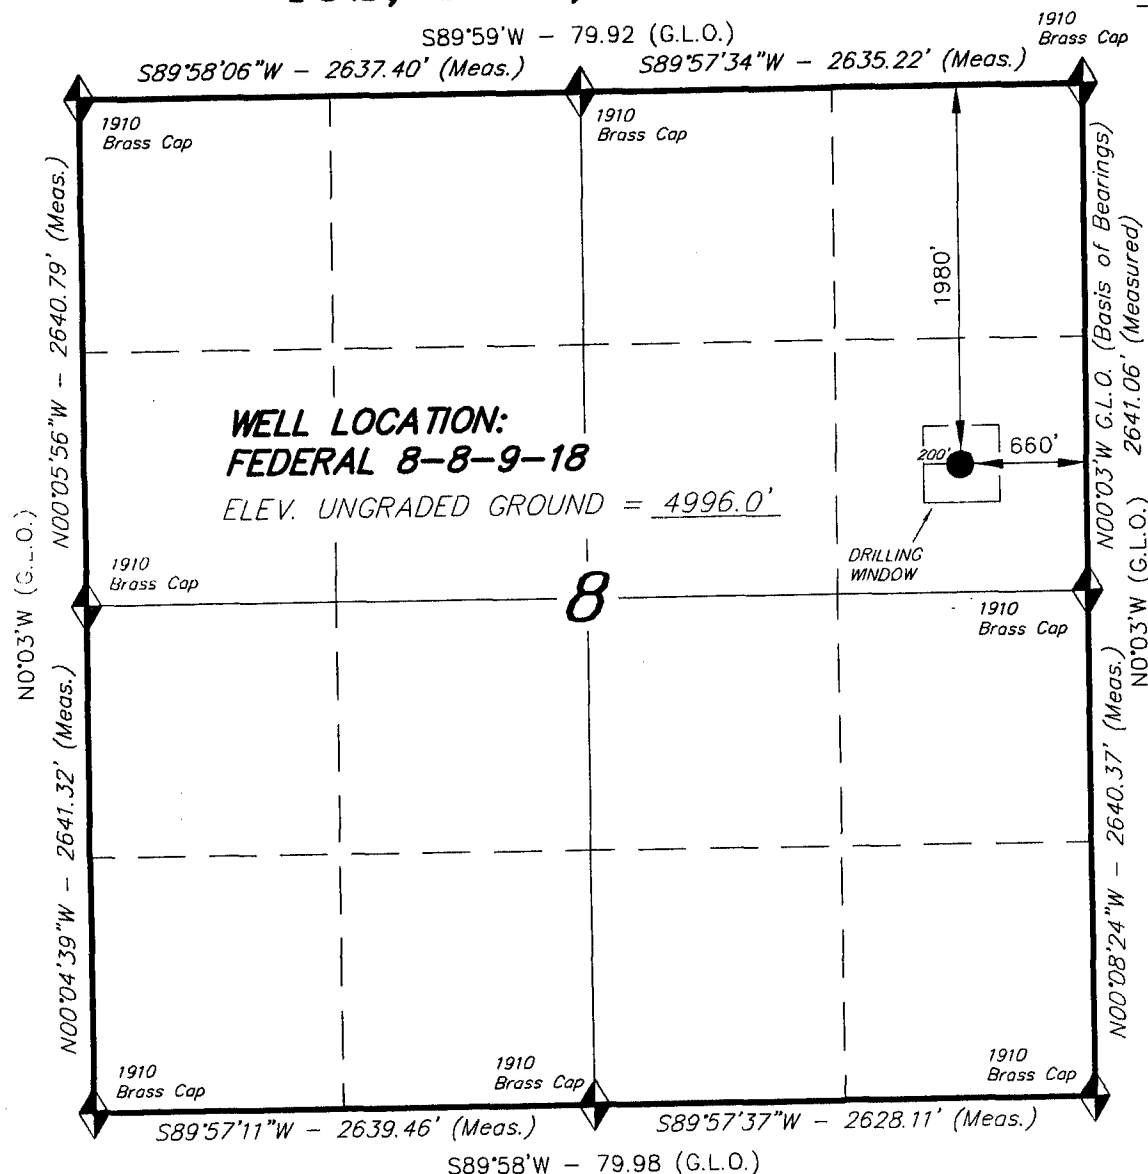 S89°59'W – 79.92 (G.L.O.)
1910
Brass Cap
S89°58'06"W – 2637.40' (Meas.)
S89°57'34"W – 2635.22' (Meas.)
1910
Brass Cap
1910
Brass Cap
N00°05'56"W – 2640.79' (Meas.)
N00°03'W G.L.O. (Basis of Bearings)
2641.06' (Measured)
1980'
WELL LOCATION:
FEDERAL 8–8–9–18
ELEV. UNGRADED GROUND = 4996.0'
200'
660'
DRILLING
WINDOW
N0°03'W (G.L.O.)
N0°03'W (G.L.O.)
1910
Brass Cap
8
1910
Brass Cap
N00°04'39"W – 2641.32' (Meas.)
N00°08'24"W – 2640.37' (Meas.)
1910
Brass Cap
1910
Brass Cap
1910
Brass Cap
S89°57'11"W – 2639.46' (Meas.)
S89°57'37"W – 2628.11' (Meas.)
S89°58'W – 79.98 (G.L.O.)